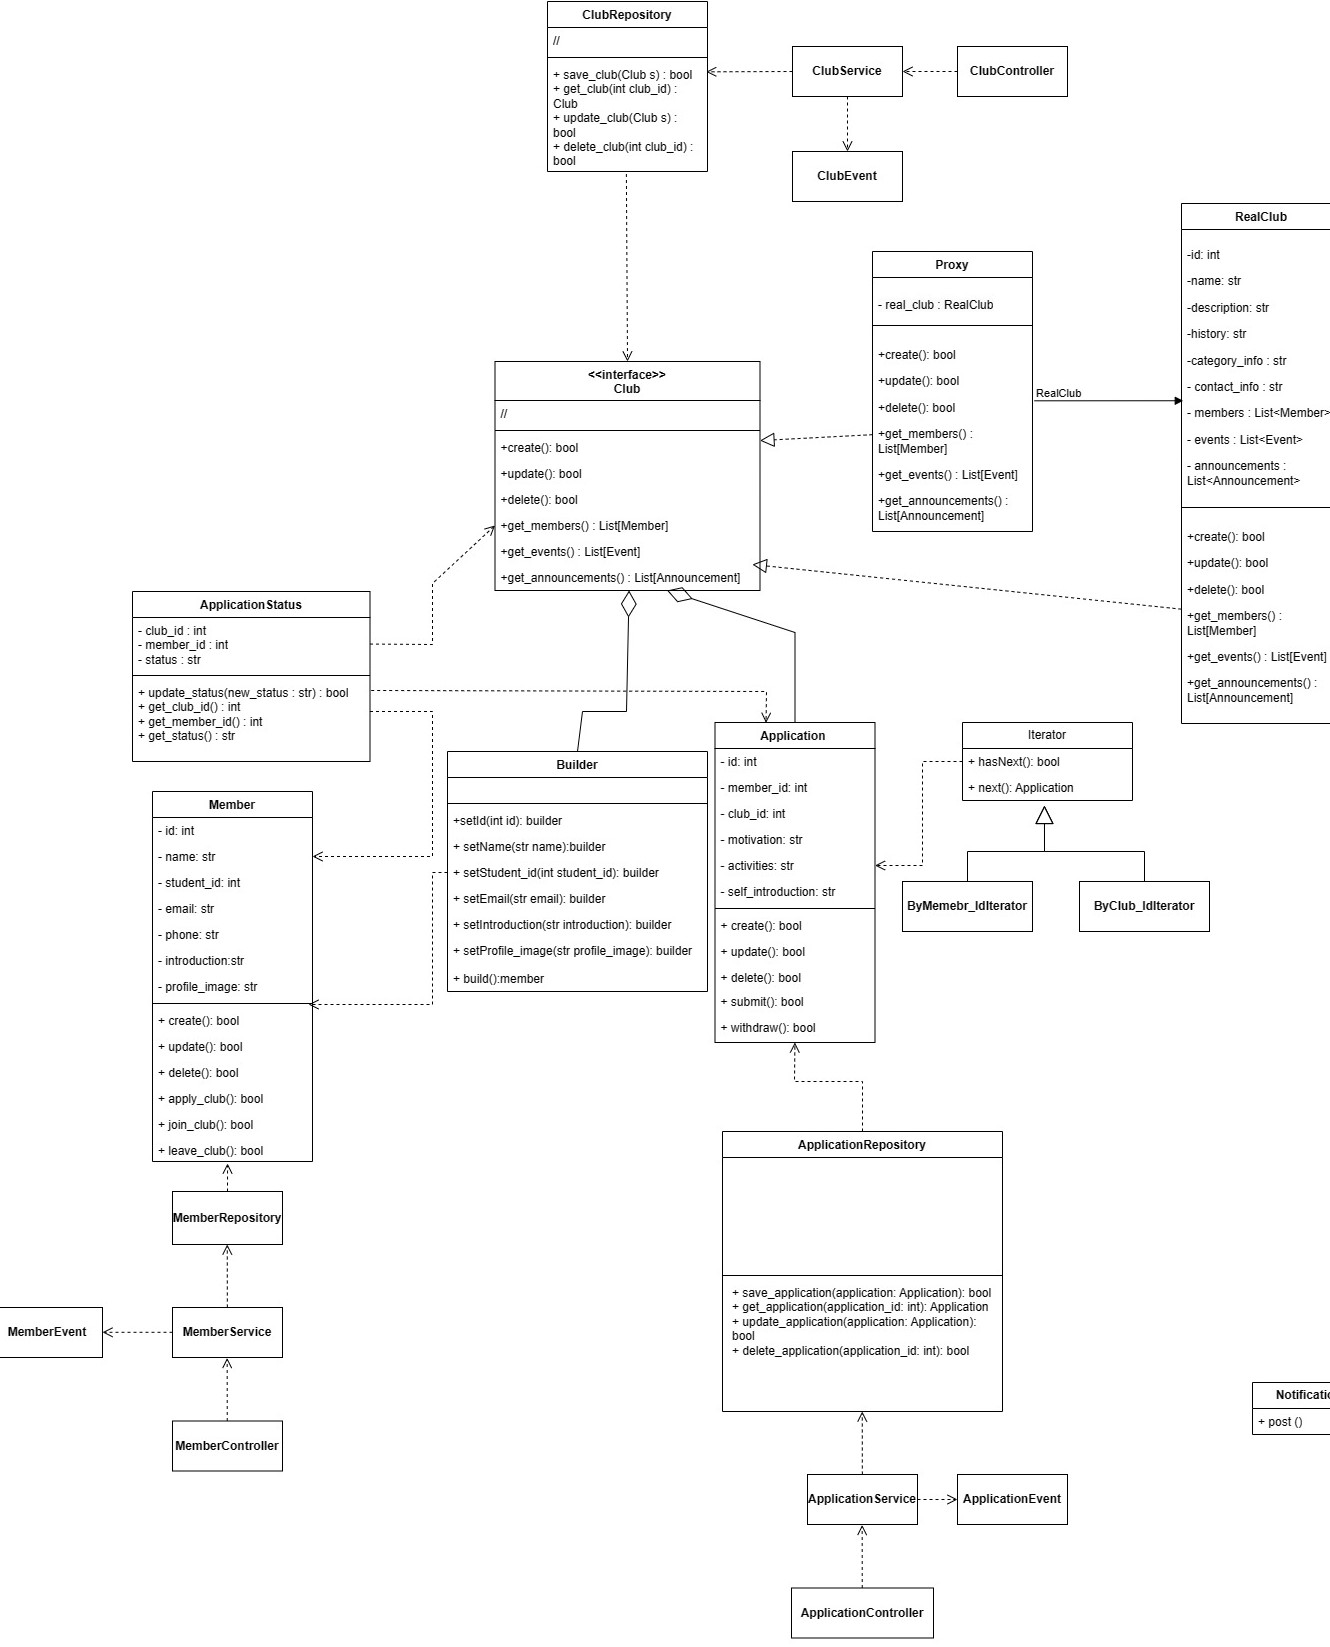 ClubRepository
//
+ save_club(Club s) : bool
+ get_club(int club_id) :
Club
+ update_club(Club s) :
bool
+ delete_club(int club_id) :
bool
ClubService
ClubController
ClubEvent
RealClub
-id: int
-name: str
-description: str
-history: str
-category_info : str
- contact_info : str
- members : List<Member>
- events : List<Event>
- announcements :
List<Announcement>
+create(): bool
+update(): bool
+delete(): bool
+get_members() :
List[Member]
+get_events() : List[Event]
+get_announcements() :
List[Announcement]
Proxy
- real_club : RealClub
+create(): bool
+update(): bool
+delete(): bool
+get_members() :
List[Member]
+get_events() : List[Event]
+get_announcements() :
List[Announcement]
RealClub
<<interface>>
Club
//
+create(): bool
+update(): bool
+delete(): bool
+get_members() : List[Member]
+get_events() : List[Event]
+get_announcements() : List[Announcement]
ApplicationStatus
- club_id : int
- member_id : int
- status : str
+ update_status(new_status : str) : bool
+ get_club_id() : int
+ get_member_id() : int
+ get_status() : str
Member
- id: int
- name: str
- student_id: int
- email: str
- phone: str
- introduction:str
- profile_image: str
+ create(): bool
+ update(): bool
+ delete(): bool
+ apply_club(): bool
+ join_club(): bool
+ leave_club(): bool
Builder
+setId(int id): builder
+ setName(str name):builder
+ setStudent_id(int student_id): builder
+ setEmail(str email): builder
+ setIntroduction(str introduction): builder
+ setProfile_image(str profile_image): builder
+ build():member
Application
- id: int
- member_id: int
- club_id: int
- motivation: str
- activities: str
- self_introduction: str
+ create(): bool
+ update(): bool
+ delete(): bool
+ submit(): bool
+ withdraw(): bool
Iterator
+ hasNext(): bool
+ next(): Application
ByMemebr_IdIterator
ByClub_IdIterator
MemberRepository
MemberEvent
MemberService
MemberController
ApplicationRepository
+ save_application(application: Application): bool
+ get_application(application_id: int): Application
+ update_application(application: Application):
bool
+ delete_application(application_id: int): bool
ApplicationService
ApplicationEvent
ApplicationController
+ post ()